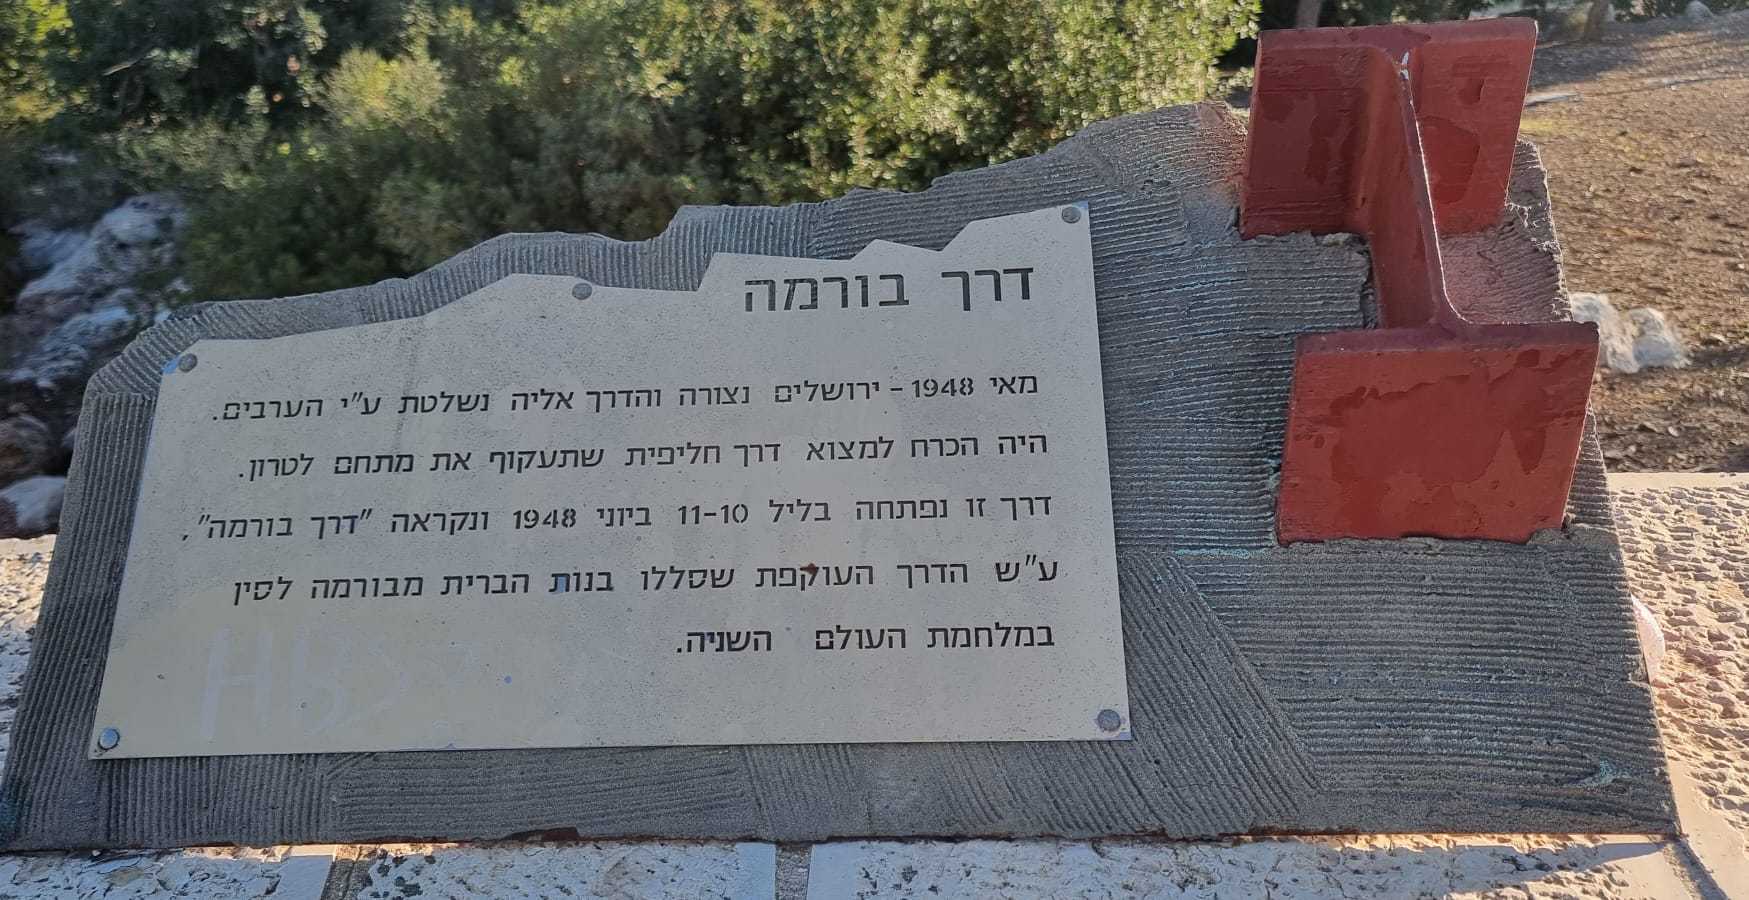 דרך בורמה
מאי 1948 - ירושלים נצורה והדרך אליה נשלטת ע"י הערבים.
היה הכרח למצוא דרך חליפית שתעקוף את מתחם לטרון.
דרך זו נפתחה בליל 11-10 ביוני 1948 ונקראה "דרך בורמה",
ע"ש הדרך העוקפת שסללו בנות הברית מבורמה לסין
במלחמת העולם השניה.